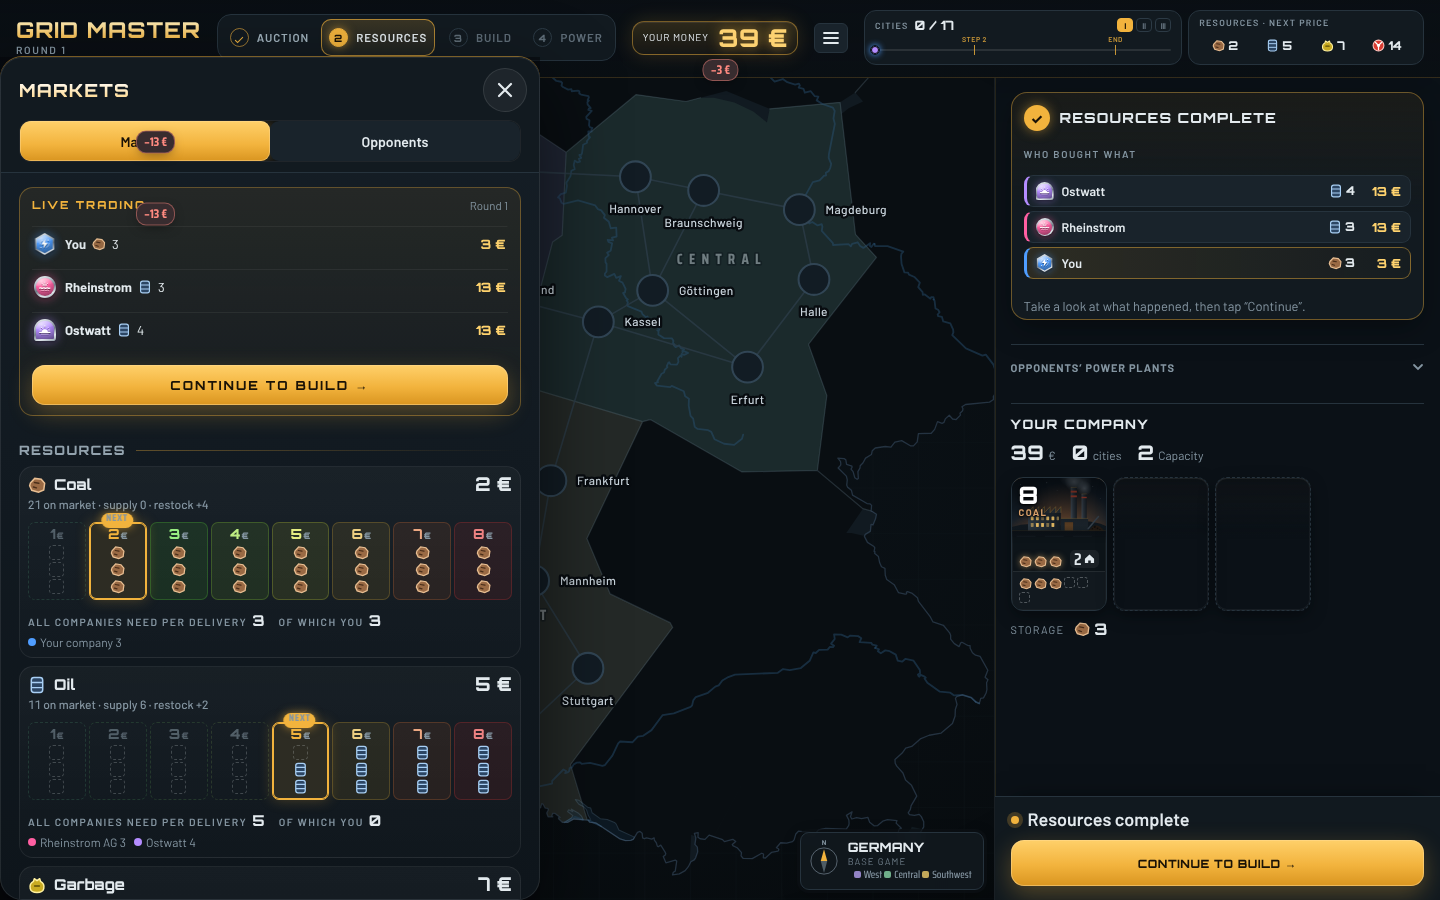 GRID MASTER
ROUND 1
AUCTION
2 RESOURCES
3 BUILD
4 POWER
YOUR MONEY 39 €
-3 €
CITIES 0 / 17
I II III
STEP 2
END
RESOURCES · NEXT PRICE
2 5 7 14
MARKETS
Opponents
-13 €
LIVE TRADING
-13 €
Round 1
You 3
3 €
Rheinstrom 3
13 €
Ostwatt 4
13 €
CONTINUE TO BUILD →
RESOURCES
Coal
2 €
21 on market · supply 0 · restock +4
NEXT
1€ 2€ 3€ 4€ 5€ 6€ 7€ 8€
ALL COMPANIES NEED PER DELIVERY 3 OF WHICH YOU 3
Your company 3
Oil
5 €
11 on market · supply 6 · restock +2
NEXT
1€ 2€ 3€ 4€ 5€ 6€ 7€ 8€
ALL COMPANIES NEED PER DELIVERY 5 OF WHICH YOU 0
Rheinstrom AG 3 Ostwatt 4
Garbage
7 €
Hannover
Braunschweig
Magdeburg
CENTRAL
nd
Göttingen
Kassel
Halle
Erfurt
Frankfurt
Mannheim
T
Stuttgart
N
GERMANY
BASE GAME
West Central Southwest
RESOURCES COMPLETE
WHO BOUGHT WHAT
Ostwatt 4 13 €
Rheinstrom 3 13 €
You 3 3 €
Take a look at what happened, then tap "Continue".
OPPONENTS' POWER PLANTS
YOUR COMPANY
39 € 0 cities 2 Capacity
8
COAL
2
STORAGE 3
Resources complete
CONTINUE TO BUILD →